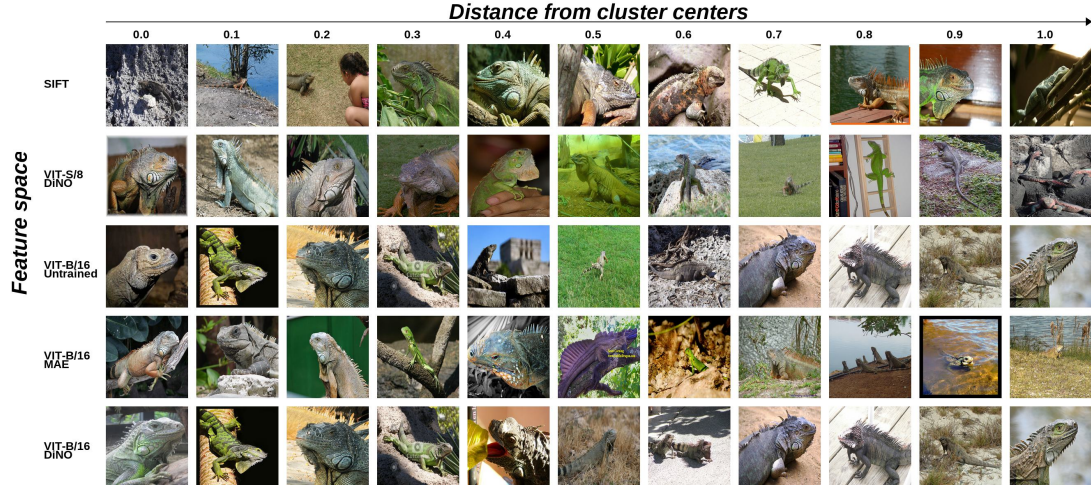 Distance from cluster centers
0.0 0.1 0.2 0.3 0.4 0.5 0.6 0.7 0.8 0.9 1.0
Feature space
SIFT
VIT-S/8
DINO
VIT-B/16
Untrained
VIT-B/16
MAE
VIT-B/16
DINO